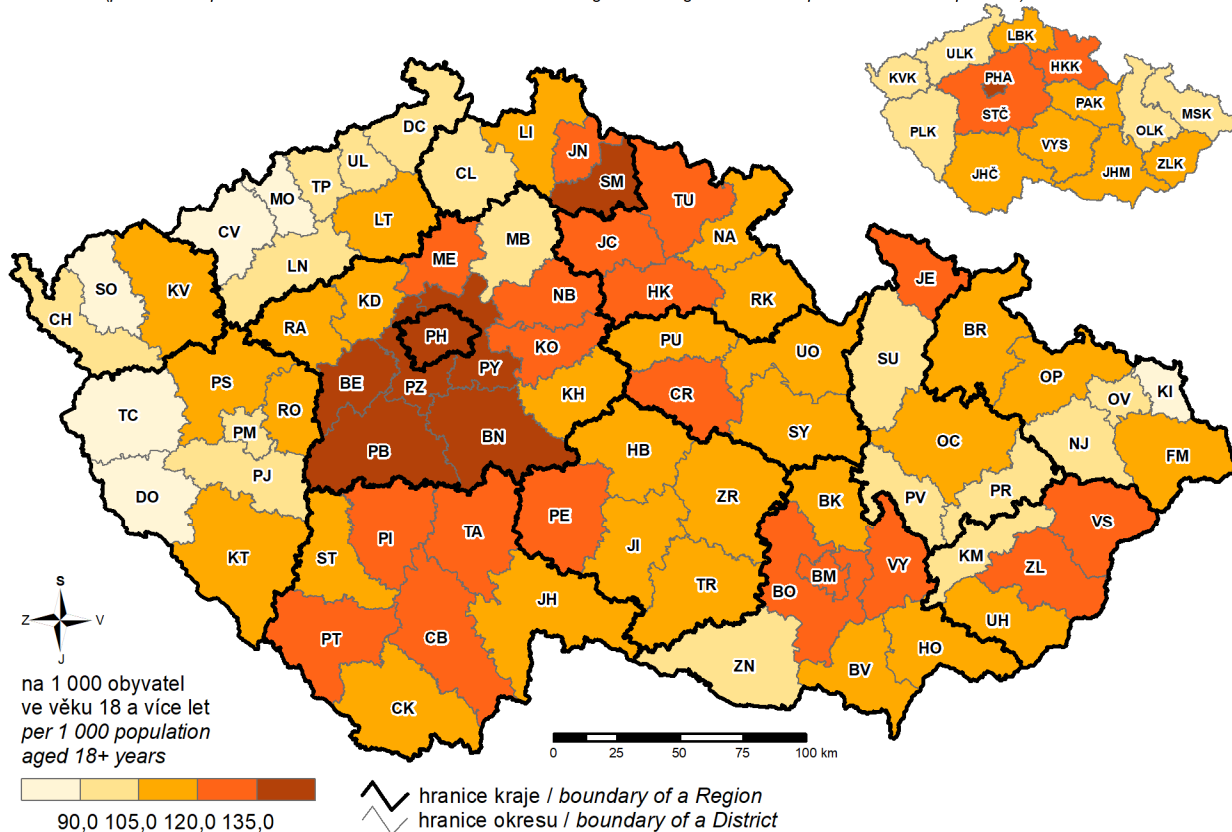 LBK
ULK
HKK
KVK
PHA
PAK
STČ
MSK
PLK
OLK
VYS
ZLK
JHČ
JHM
DC
LI
UL
JN
CL
TP
SM
MO
TU
LT
CV
MB
JC
NA
ME
LN
JE
SO
KV
NB
HK
KD
RK
CH
RA
BR
PH
PU
KO
UO
SU
PY
OP
PS
BE
PZ
KI
OV
RO
KH
CR
TC
PM
SY
OC
NJ
BN
FM
PB
HB
PJ
PR
DO
ZR
PV
BK
PE
VS
PI
TA
JI
KM
KT
ST
VY
ZL
BM
TR
BO
JH
UH
PT
CB
HO
ZN
BV
CK
S
Z V
J
na 1 000 obyvatel
ve věku 18 a více let
per 1 000 population
aged 18+ years
0 25 50 75 100 km
90,0 105,0 120,0 135,0
hranice kraje / boundary of a Region
hranice okresu / boundary of a District